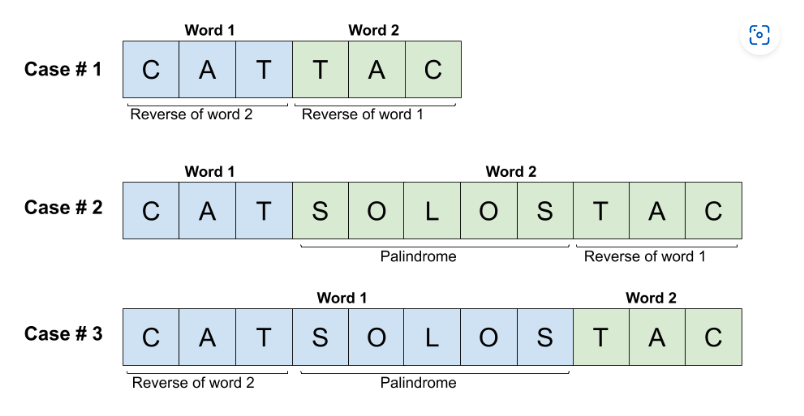 Word 1 Word 2
Case # 1 C A T T A C
Reverse of word 2 Reverse of word 1
Word 1 Word 2
Case # 2 C A T S O L O S T A C
Palindrome Reverse of word 1
Word 1 Word 2
Case # 3 C A T S O L O S T A C
Reverse of word 2 Palindrome